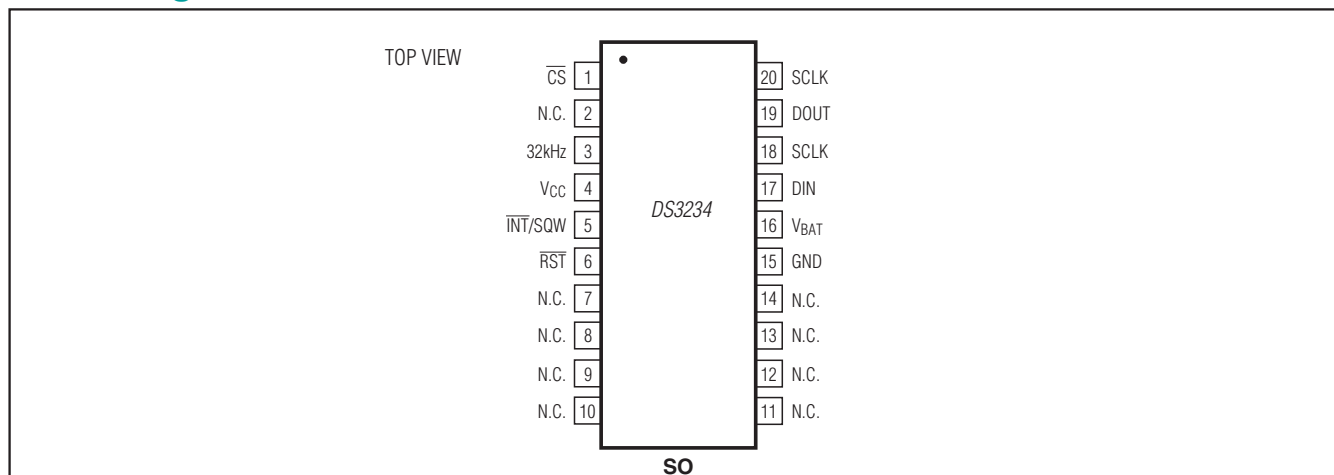 TOP VIEW
CS 1
N.C. 2
32kHz 3
VCC 4
INT/SQW 5
RST 6
N.C. 7
N.C. 8
N.C. 9
N.C. 10
DS3234
20 SCLK
19 DOUT
18 SCLK
17 DIN
16 VBAT
15 GND
14 N.C.
13 N.C.
12 N.C.
11 N.C.
SO